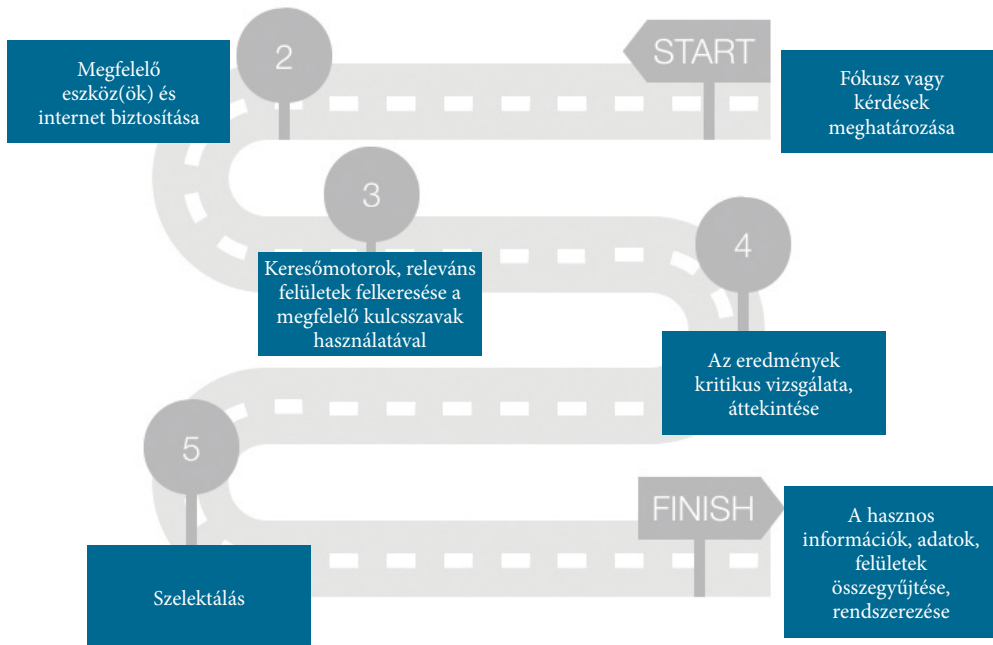 START
Fókusz vagy
kérdések
meghatározása
2
Megfelelő
eszköz(ök) és
internet biztosítása
3
Keresőmotorok, releváns
felületek felkeresése a
megfelelő kulcsszavak
használatával
4
Az eredmények
kritikus vizsgálata,
áttekintése
5
Szelektálás
FINISH
A hasznos
információk, adatok,
felületek
összegyűjtése,
rendszerezése